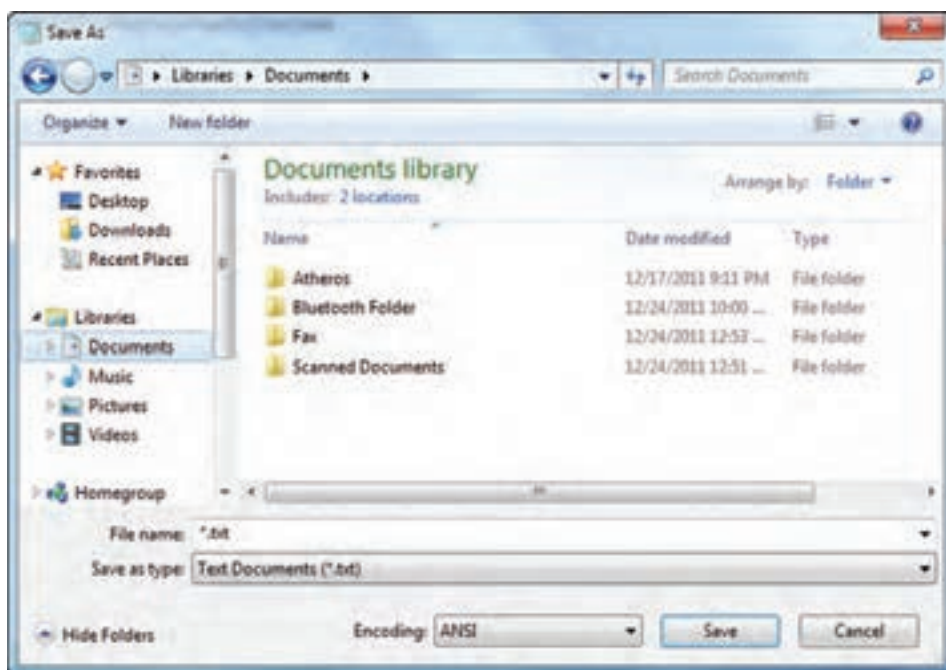 Save As
Libraries ▸ Documents ▸
Search Documents
Organize ▾ New folder
Favorites
Desktop
Downloads
Recent Places
Libraries
Documents
Music
Pictures
Videos
Homegroup
Documents library
Includes: 2 locations
Arrange by: Folder ▾
Name Date modified Type
Atheros 12/17/2011 9:11 PM File folder
Bluetooth Folder 12/24/2011 10:00 ... File folder
Fax 12/24/2011 12:53 ... File folder
Scanned Documents 12/24/2011 12:51 ... File folder
File name: *.txt
Save as type: Text Documents (*.txt)
Hide Folders
Encoding: ANSI
Save
Cancel